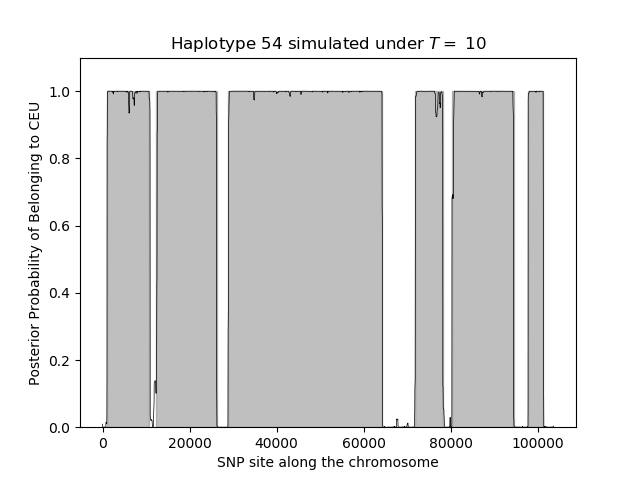 Haplotype 54 simulated under T = 10
Posterior Probability of Belonging to CEU
1.0
0.8
0.6
0.4
0.2
0.0
0 20000 40000 60000 80000 100000
SNP site along the chromosome